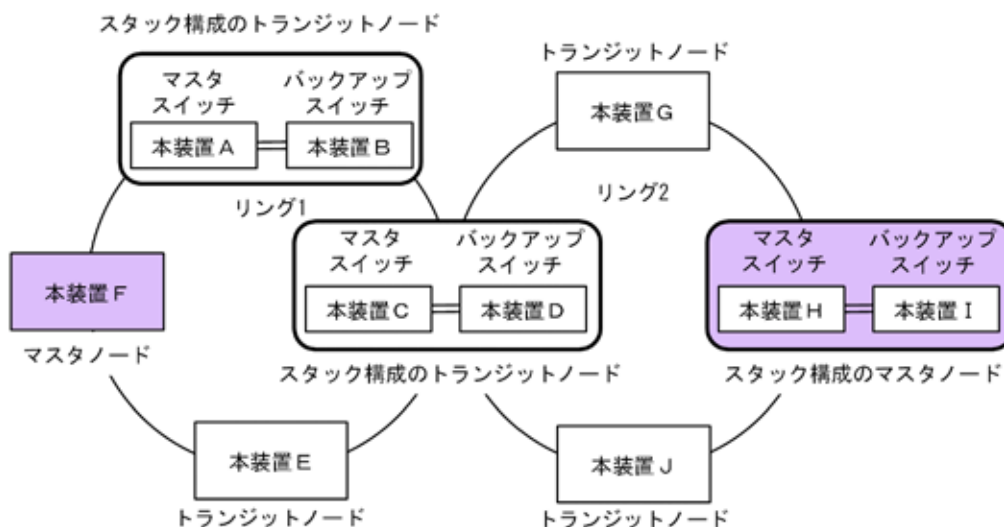 スタック構成のトランジットノード
マスタ
スイッチ
バックアップ
スイッチ
本装置A
本装置B
リング1
トランジットノード
本装置G
リング2
マスタ
スイッチ
バックアップ
スイッチ
本装置C
本装置D
スタック構成のトランジットノード
マスタ
スイッチ
バックアップ
スイッチ
本装置H
本装置I
スタック構成のマスタノード
本装置F
マスタノード
本装置E
トランジットノード
本装置J
トランジットノード